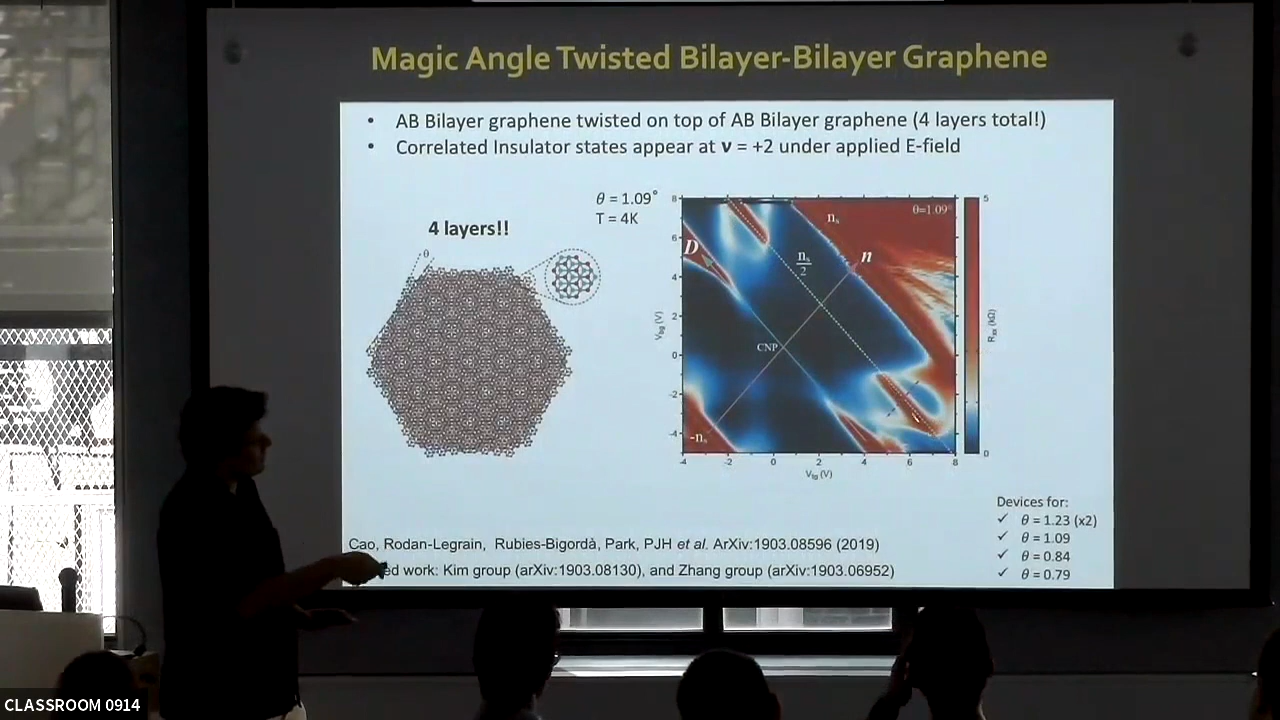 Magic Angle Twisted Bilayer-Bilayer Graphene
• AB Bilayer graphene twisted on top of AB Bilayer graphene (4 layers total!)
• Correlated Insulator states appear at ν = +2 under applied E-field
θ = 1.09°
T = 4K
4 layers!!
θ
8
6
4
2
0
-2
-4
Vbg (V)
-4
-2
0
2
4
6
8
Vtg (V)
θ=1.09°
ns
D
ns/2
n
CNP
-ns
5
0
Rxx (kΩ)
Devices for:
✓ θ = 1.23 (x2)
✓ θ = 1.09
✓ θ = 0.84
✓ θ = 0.79
Cao, Rodan-Legrain, Rubies-Bigordà, Park, PJH et al. ArXiv:1903.08596 (2019)
ed work: Kim group (arXiv:1903.08130), and Zhang group (arXiv:1903.06952)
CLASSROOM 0914